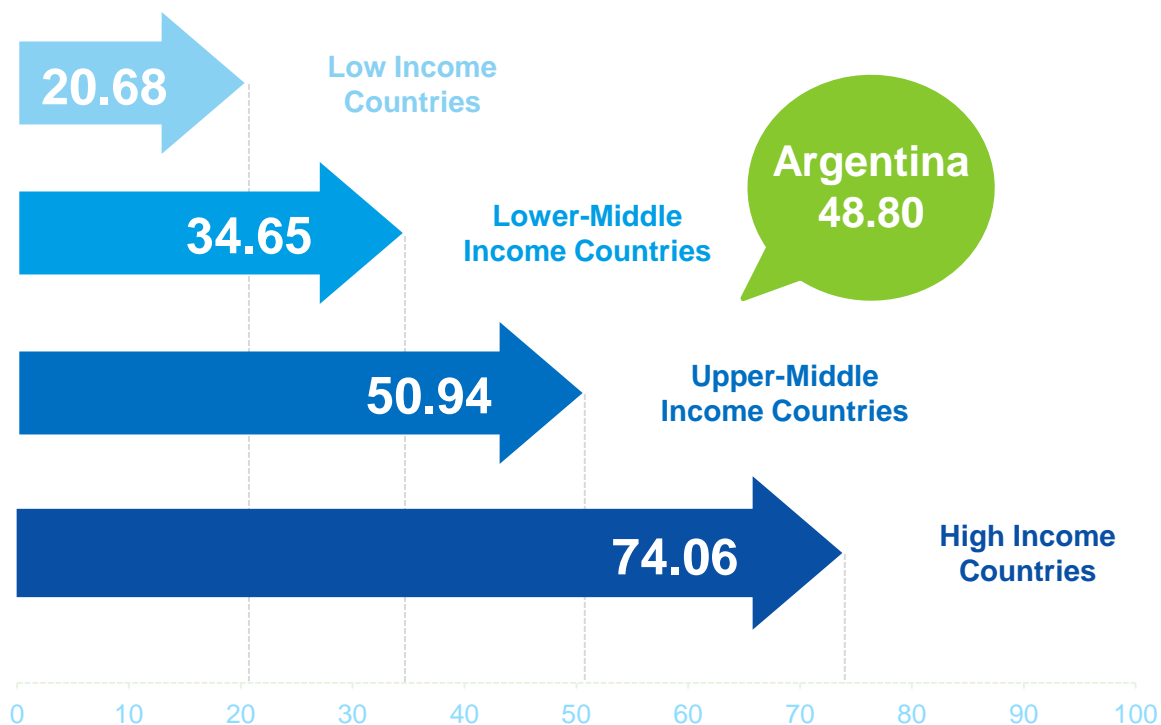 20.68
Low Income
Countries
Argentina
48.80
34.65
Lower-Middle
Income Countries
50.94
Upper-Middle
Income Countries
74.06
High Income
Countries
0 10 20 30 40 50 60 70 80 90 100